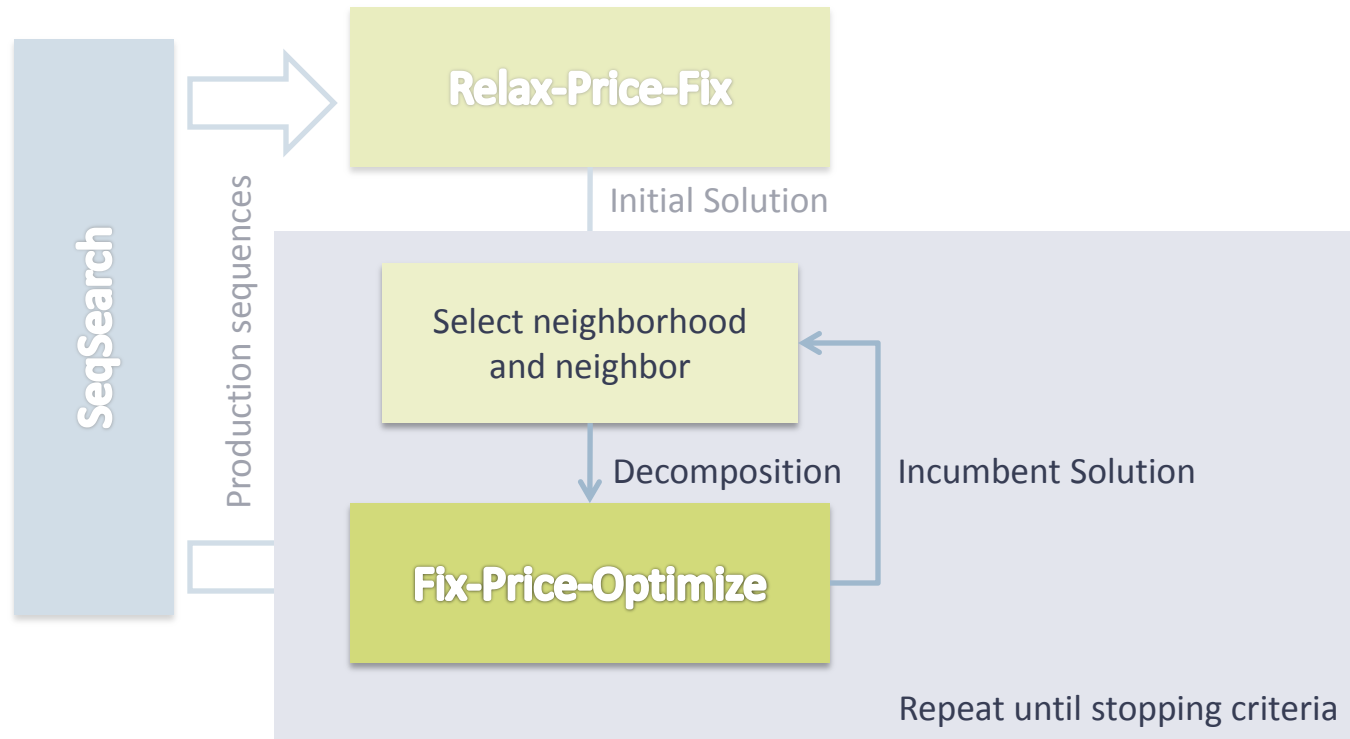 SeqSearch
Production sequences
Relax-Price-Fix
Initial Solution
Select neighborhood
and neighbor
Decomposition
Incumbent Solution
Fix-Price-Optimize
Repeat until stopping criteria